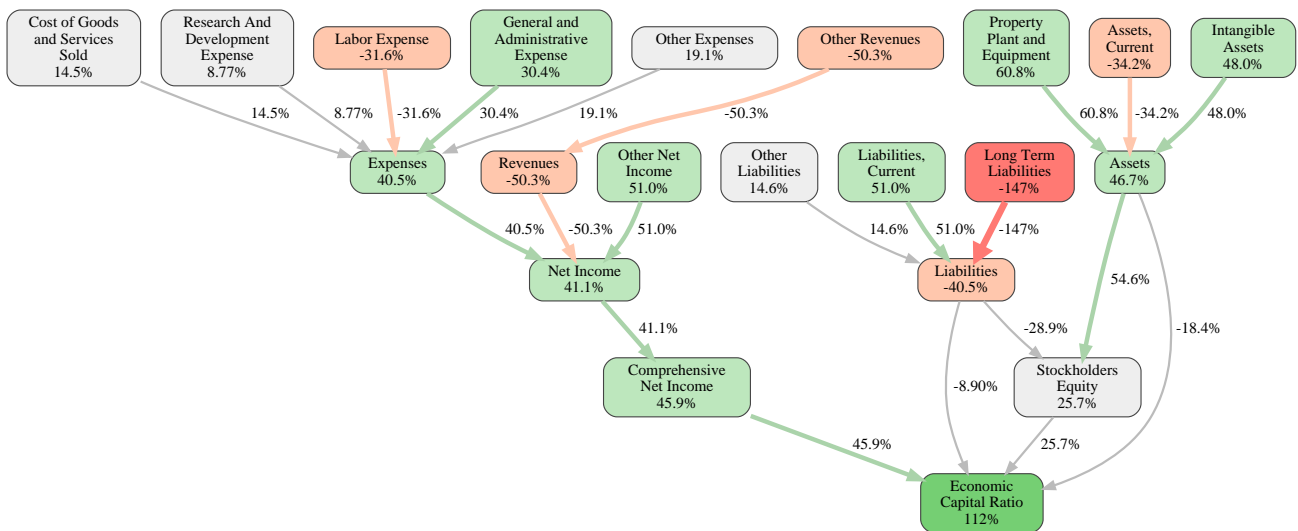 Cost of Goods
and Services
Sold
14.5%
Research And
Development
Expense
8.77%
Labor Expense
-31.6%
General and
Administrative
Expense
30.4%
Other Expenses
19.1%
Other Revenues
-50.3%
Property
Plant and
Equipment
60.8%
Assets,
Current
-34.2%
Intangible
Assets
48.0%
14.5%
8.77%
-31.6%
30.4%
19.1%
-50.3%
60.8%
-34.2%
48.0%
Expenses
40.5%
Revenues
-50.3%
Other Net
Income
51.0%
Other
Liabilities
14.6%
Liabilities,
Current
51.0%
Long Term
Liabilities
-147%
Assets
46.7%
40.5%
-50.3%
51.0%
14.6%
51.0%
-147%
Net Income
41.1%
Liabilities
-40.5%
54.6%
41.1%
-28.9%
-18.4%
Comprehensive
Net Income
45.9%
-8.90%
Stockholders
Equity
25.7%
45.9%
25.7%
Economic
Capital Ratio
112%